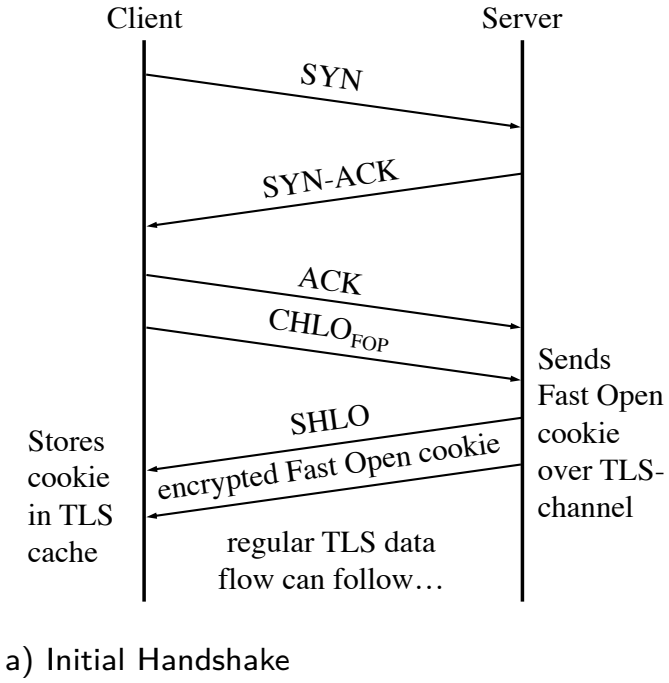 Client
Server
SYN
SYN-ACK
ACK
CHLO_FOP
SHLO
encrypted Fast Open cookie
Sends
Fast Open
cookie
over TLS-
channel
Stores
cookie
in TLS
cache
regular TLS data
flow can follow…
a) Initial Handshake